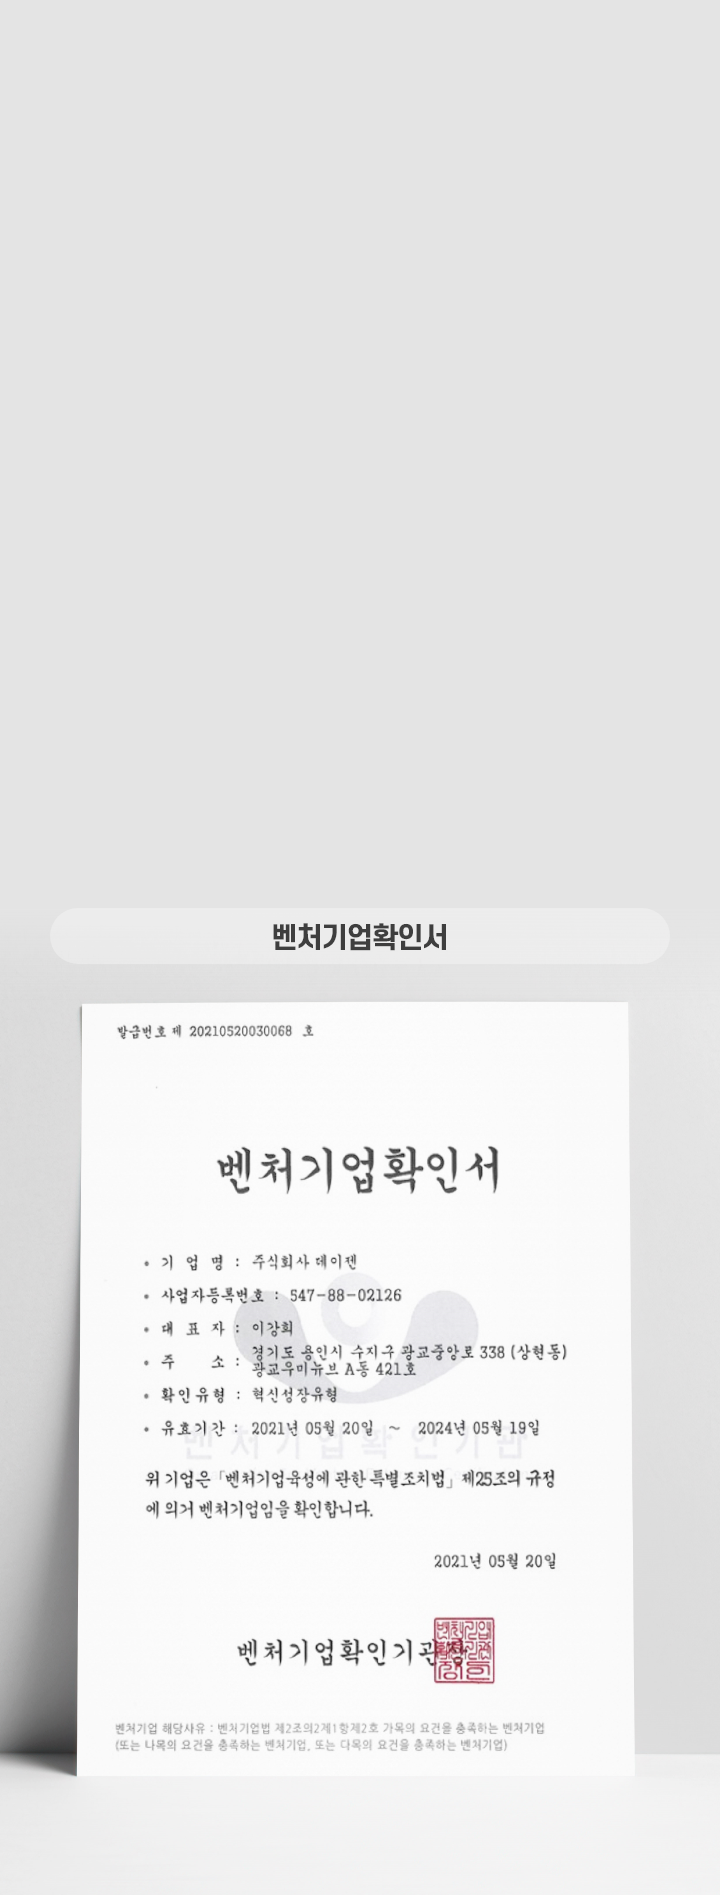 벤처기업확인서
발급번호 제 20210520030068 호
벤처기업확인서
• 기 업 명 : 주식회사 데이젠
• 사업자등록번호 : 547-88-02126
• 대 표 자 : 이강희
• 주 소 : 경기도 용인시 수지구 광교중앙로 338 (상현동)
광교우미뉴브 A동 421호
• 확인유형 : 혁신성장유형
• 유효기간 : 2021년 05월 20일 ~ 2024년 05월 19일
벤처기업확인기관
위 기업은「벤처기업육성에 관한 특별조치법」제25조의 규정
에 의거 벤처기업임을 확인합니다.
2021년 05월 20일
벤처기업확인기관장
벤처기업 해당사유 : 벤처기업법 제2조의2제1항제2호 가목의 요건을 충족하는 벤처기업
(또는 나목의 요건을 충족하는 벤처기업, 또는 다목의 요건을 충족하는 벤처기업)